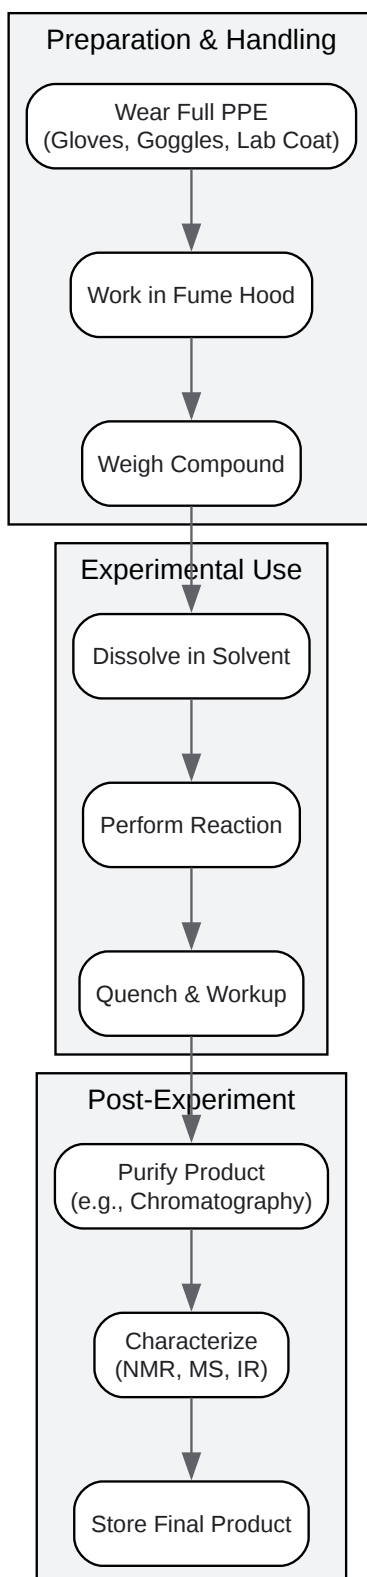 Preparation & Handling
Wear Full PPE
(Gloves, Goggles, Lab Coat)
Work in Fume Hood
Weigh Compound
Experimental Use
Dissolve in Solvent
Perform Reaction
Quench & Workup
Post-Experiment
Purify Product
(e.g., Chromatography)
Characterize
(NMR, MS, IR)
Store Final Product